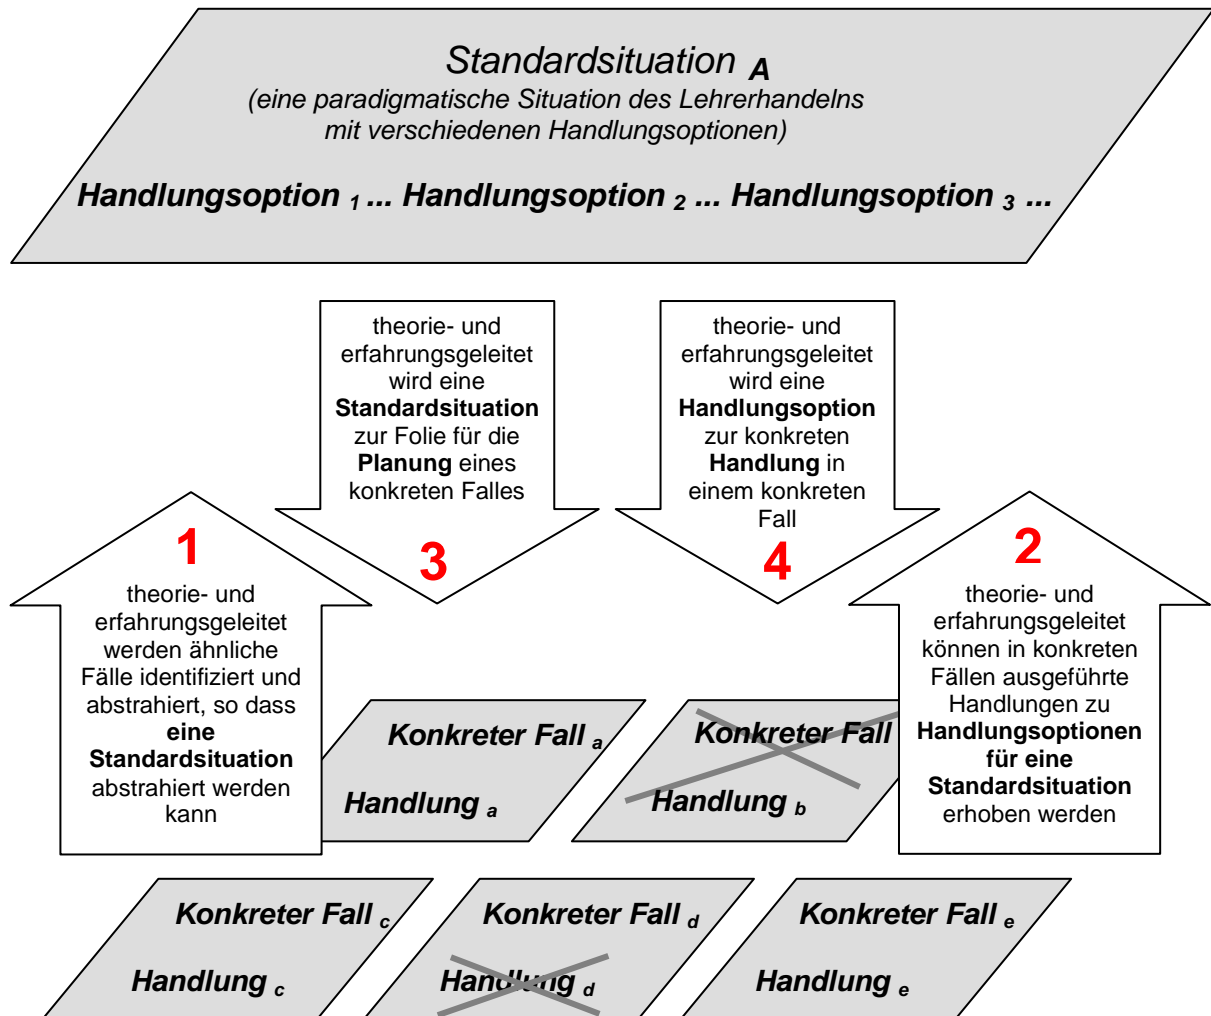 Standardsituation A
(eine paradigmatische Situation des Lehrerhandelns
mit verschiedenen Handlungsoptionen)
Handlungsoption 1 ... Handlungsoption 2 ... Handlungsoption 3 ...
theorie- und
erfahrungsgeleitet
wird eine
Standardsituation
zur Folie für die
Planung eines
konkreten Falles
3
theorie- und
erfahrungsgeleitet
wird eine
Handlungsoption
zur konkreten
Handlung in
einem konkreten
Fall
4
1
theorie- und
erfahrungsgeleitet
werden ähnliche
Fälle identifiziert und
abstrahiert, so dass
eine
Standardsituation
abstrahiert werden
kann
2
theorie- und
erfahrungsgeleitet
können in konkreten
Fällen ausgeführte
Handlungen zu
Handlungsoptionen
für eine
Standardsituation
erhoben werden
Konkreter Fall a
Handlung a
Konkreter Fall
Handlung b
Konkreter Fall c
Handlung c
Konkreter Fall d
Handlung d
Konkreter Fall e
Handlung e